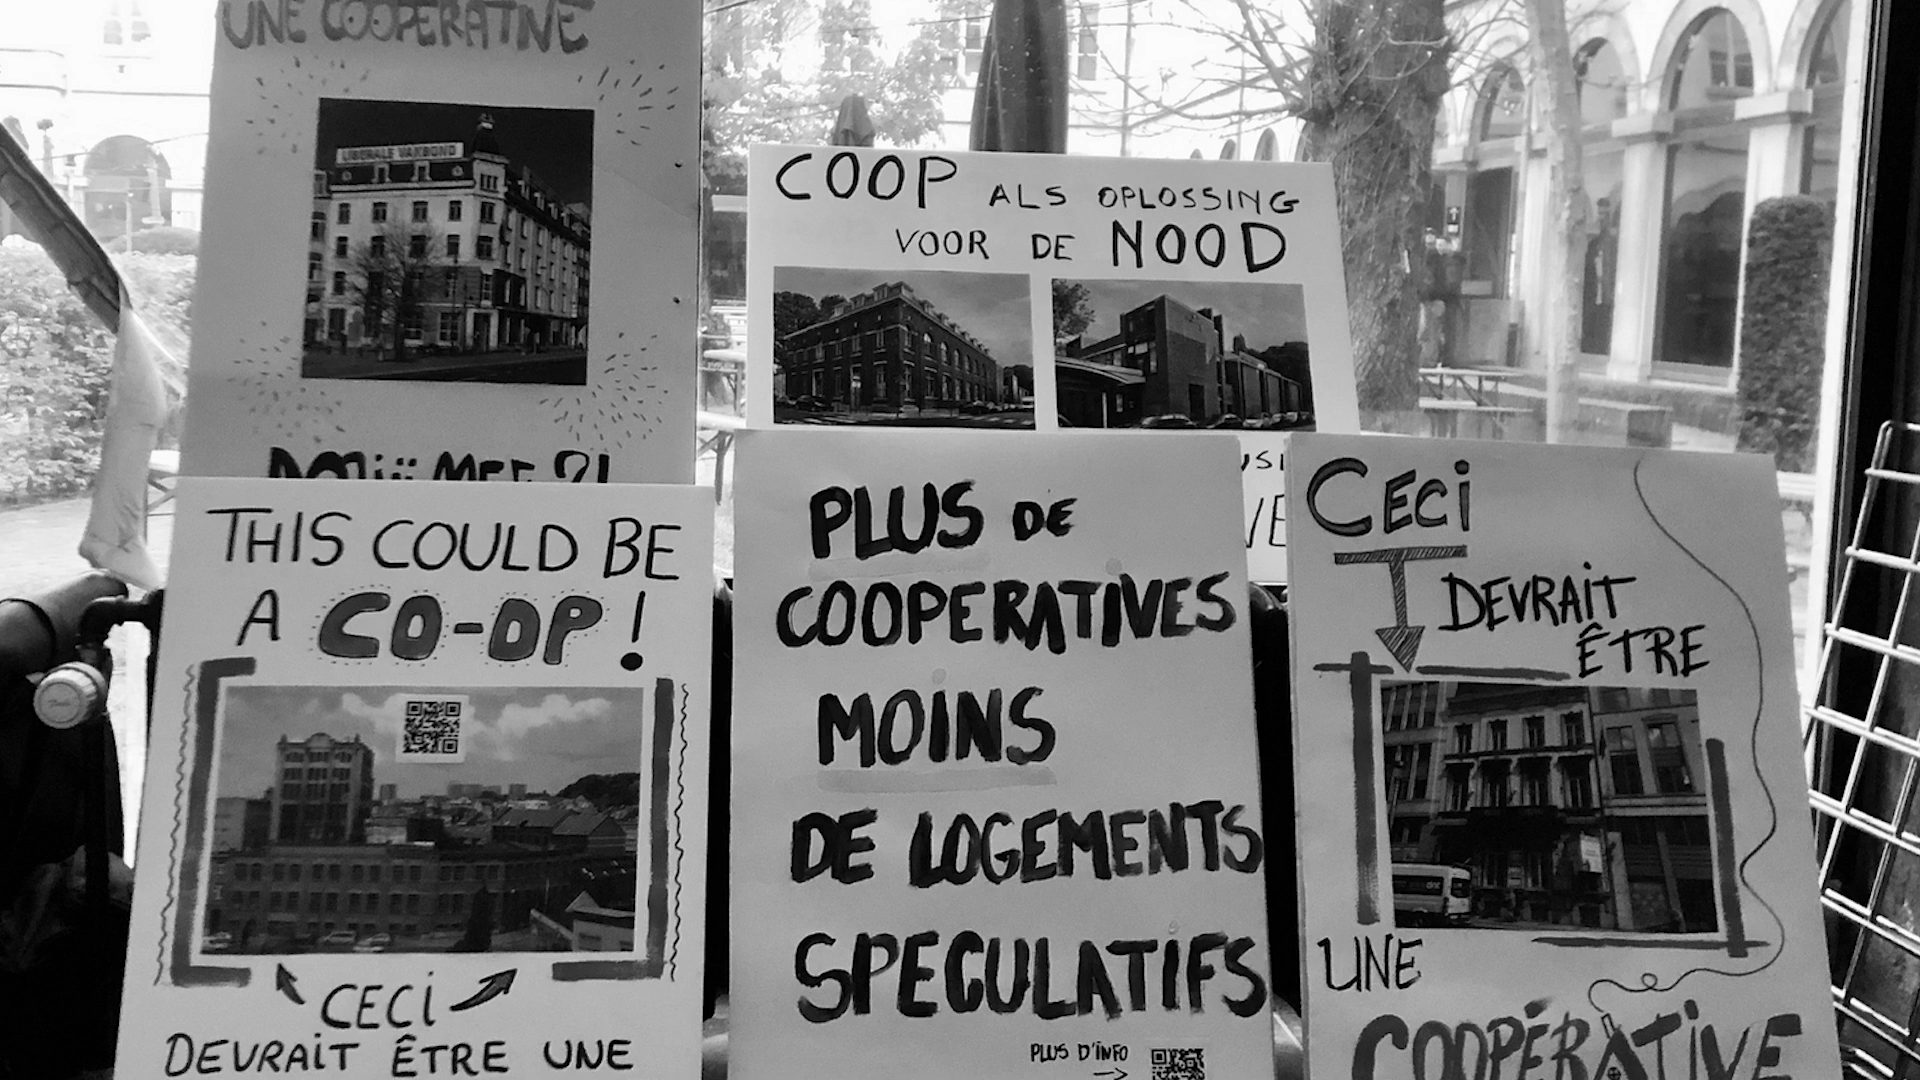 UNE COOPERATIVE
LIBERALE VAKBOND
COOP ALS OPLOSSING
VOOR DE NOOD
THIS COULD BE
A CO-OP!
CECI
DEVRAIT ÊTRE UNE
PLUS DE
COOPERATIVES
MOINS
DE LOGEMENTS
SPECULATIFS
PLUS D'INFO
CECI
DEVRAIT
ÊTRE
UNE
COOPÉRATIVE